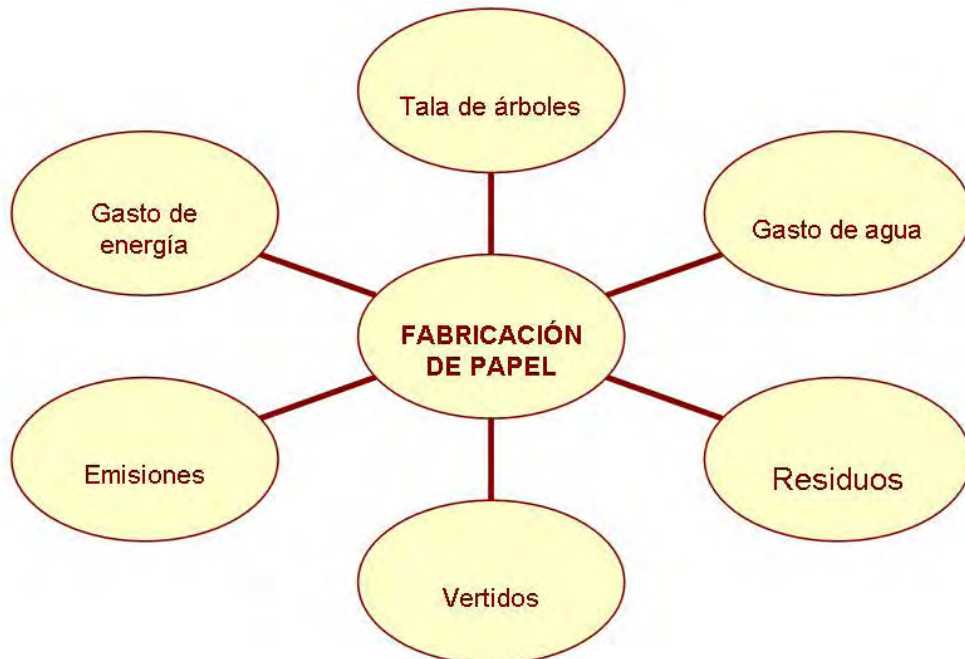 Tala de árboles
Gasto de
energía
Gasto de agua
FABRICACIÓN
DE PAPEL
Emisiones
Residuos
Vertidos